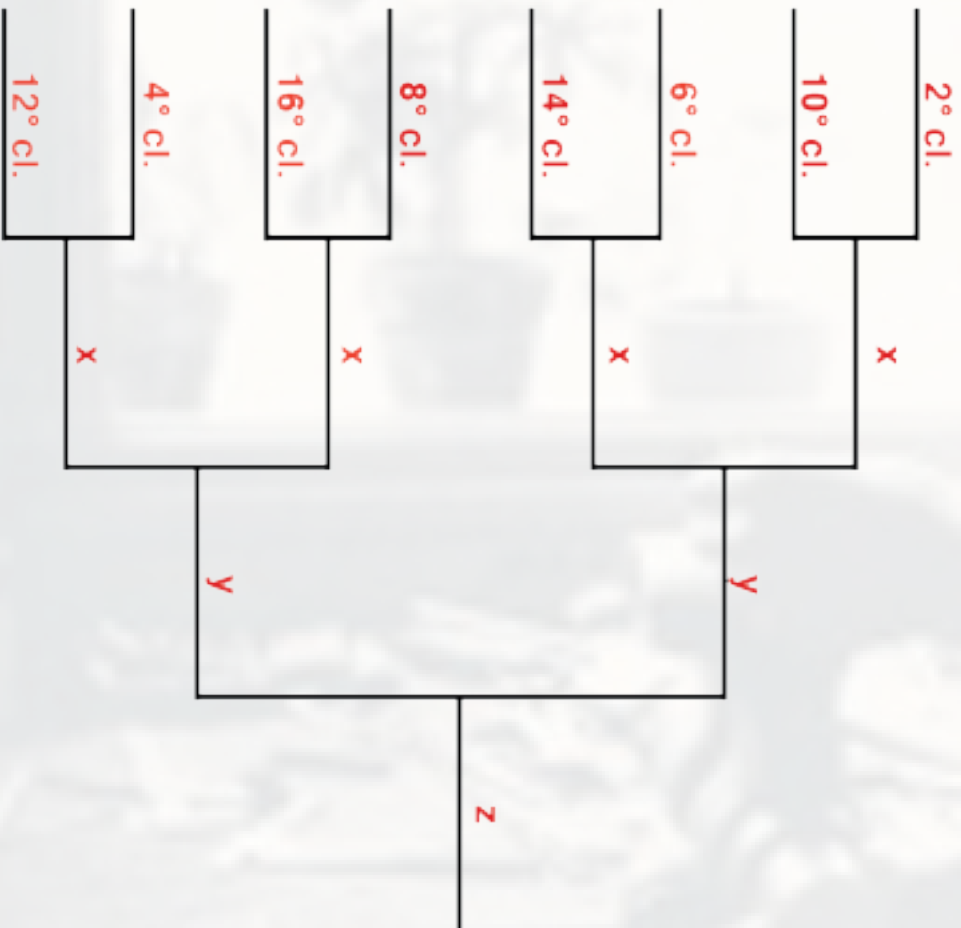 2° cl.
x
10° cl.
y
6° cl.
x
14° cl.
z
8° cl.
x
16° cl.
y
4° cl.
x
12° cl.